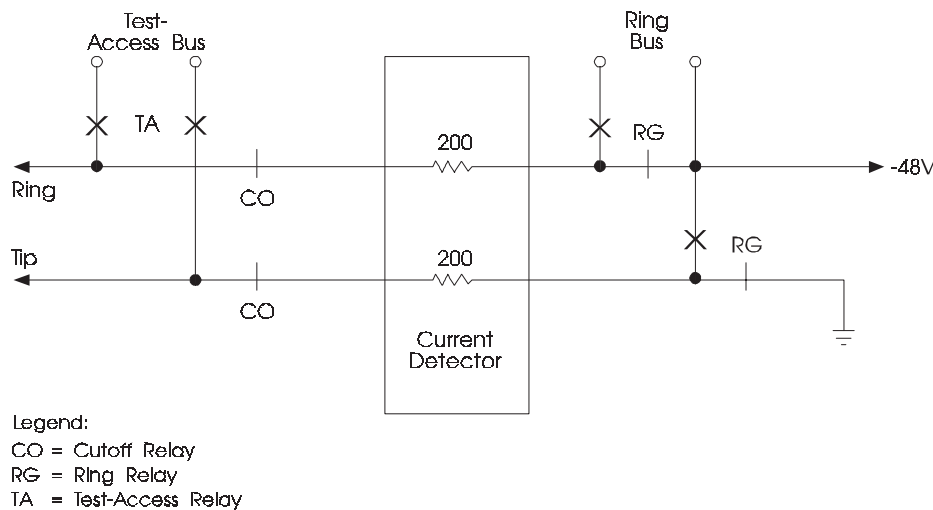 Test-
Access Bus
Ring
Bus
TA
RG
200
-48V
Ring
CO
Tip
200
RG
CO
Current
Detector
Legend:
CO = Cutoff Relay
RG = Ring Relay
TA = Test-Access Relay